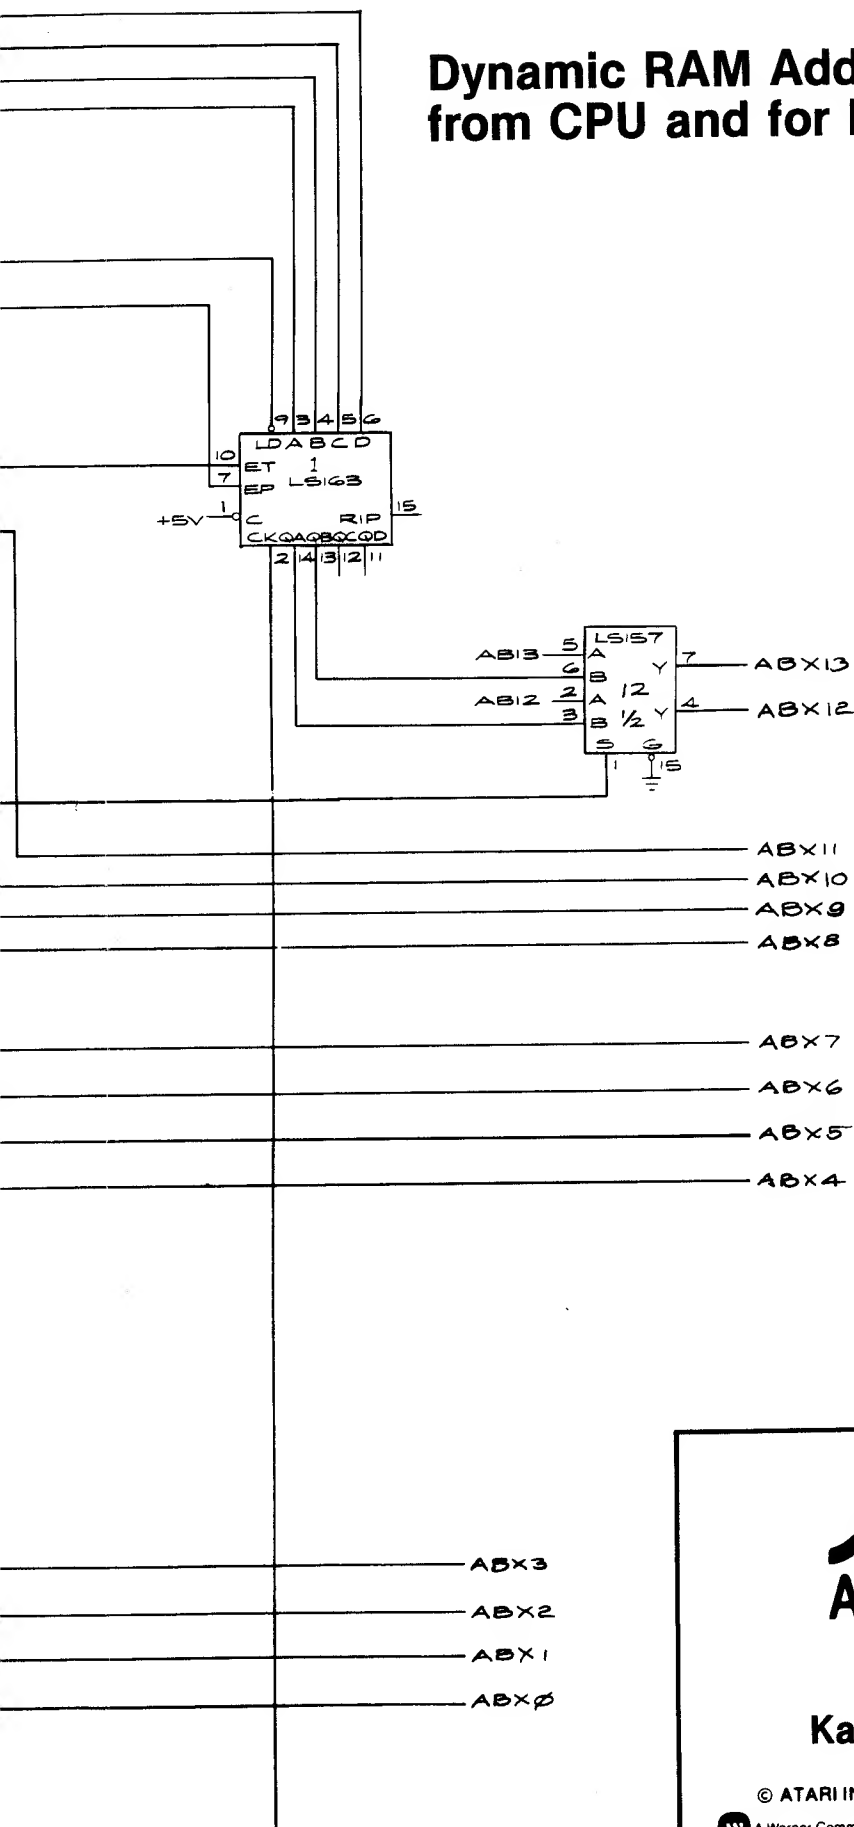 Dynamic RAM Add
from CPU and for
9 3 4 5 6
LD A B C D
10 ET 1
7 EP LS163
+5V 1 C RIP 15
CK QA QB QC QD
2 14 13 12 11
LS157
AB13 5 A Y 7 ABX13
6 B
AB12 2 A 12 Y 4 ABX12
3 B 1/2
S G
1 15
ABX11
ABX10
ABX9
ABX8
ABX7
ABX6
ABX5
ABX4
ABX3
ABX2
ABX1
ABXØ
A
Ka
© ATARI I
A Warner Comm